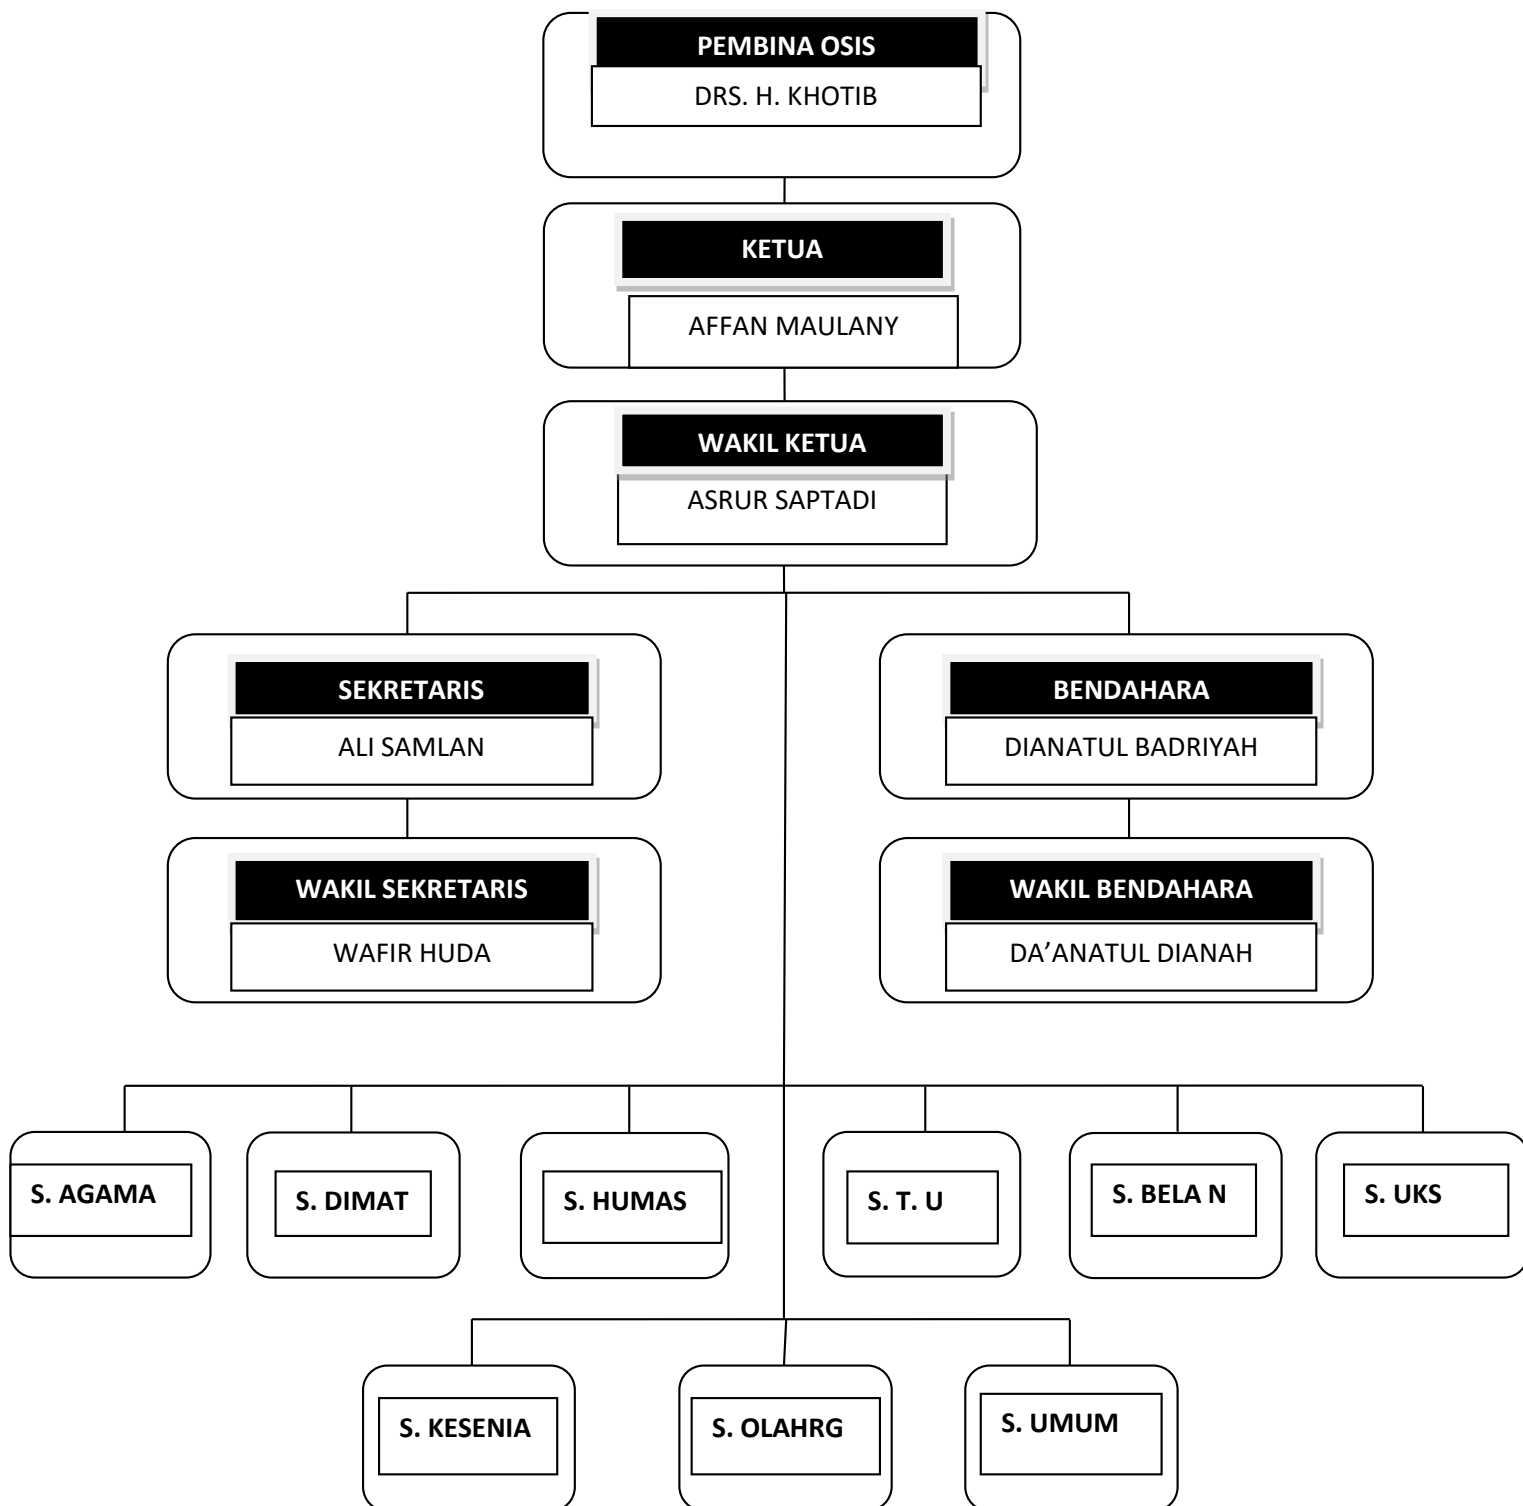 PEMBINA OSIS
DRS. H. KHOTIB
KETUA
AFFAN MAULANY
WAKIL KETUA
ASRUR SAPTADI
SEKRETARIS
ALI SAMLAN
BENDAHARA
DIANATUL BADRIYAH
WAKIL SEKRETARIS
WAFIR HUDA
WAKIL BENDAHARA
DA’ANATUL DIANAH
S. AGAMA
S. DIMAT
S. HUMAS
S. T. U
S. BELA N
S. UKS
S. KESENIA
S. OLAHRG
S. UMUM